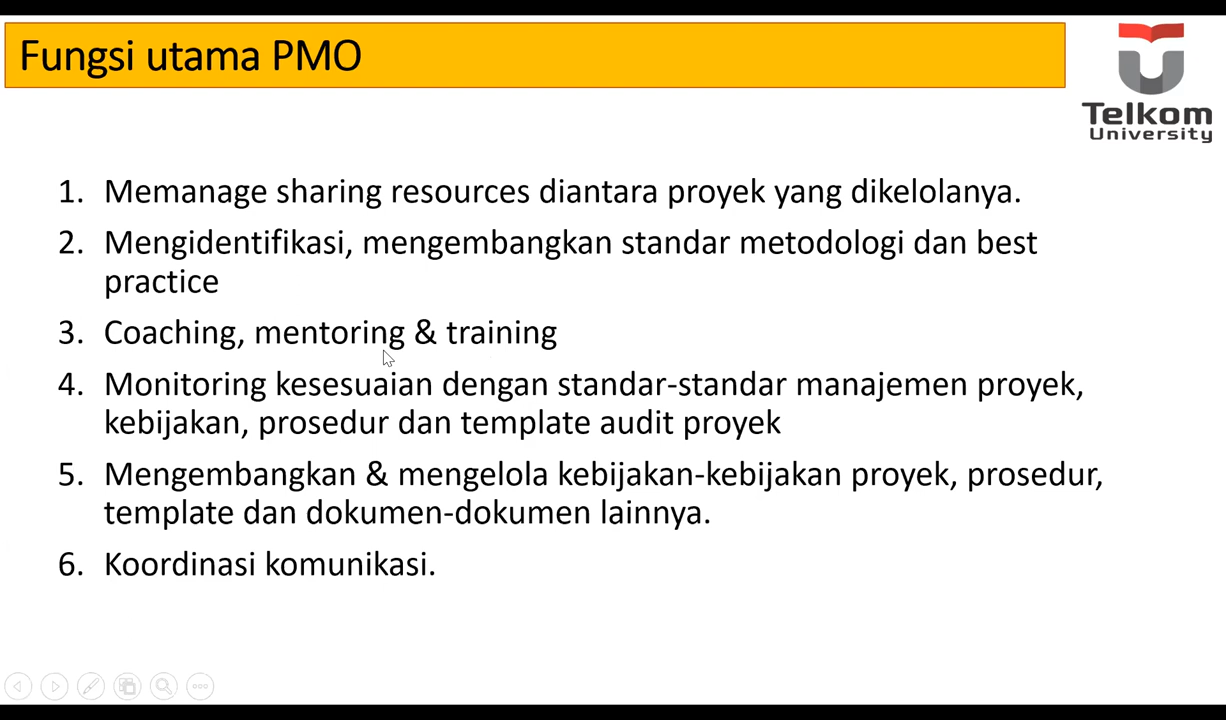 Fungsi utama PMO
Telkom
University
1. Memanage sharing resources diantara proyek yang dikelolanya.
2. Mengidentifikasi, mengembangkan standar metodologi dan best
practice
3. Coaching, mentoring & training
4. Monitoring kesesuaian dengan standar-standar manajemen proyek,
kebijakan, prosedur dan template audit proyek
5. Mengembangkan & mengelola kebijakan-kebijakan proyek, prosedur,
template dan dokumen-dokumen lainnya.
6. Koordinasi komunikasi.